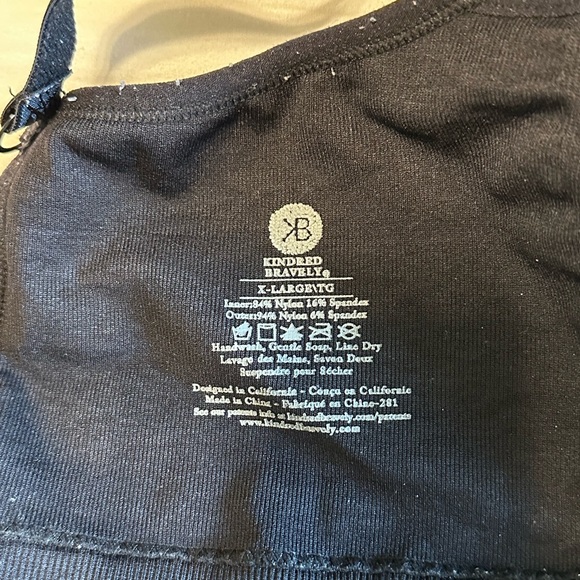 KB
KINDRED
BRAVELY®
X-LARGE\TG
Inner:84% Nylon 16% Spandex
Outer:94% Nylon 6% Spandex
Handwash, Gentle Soap, Line Dry
Lavage des Mains, Savon Doux
Suspendre pour Sécher
Designed in California - Conçu en Californie
Made in China - Fabriqué en Chine-281
See our patents info at kindredbravely.com/patents
www.kindredbravely.com